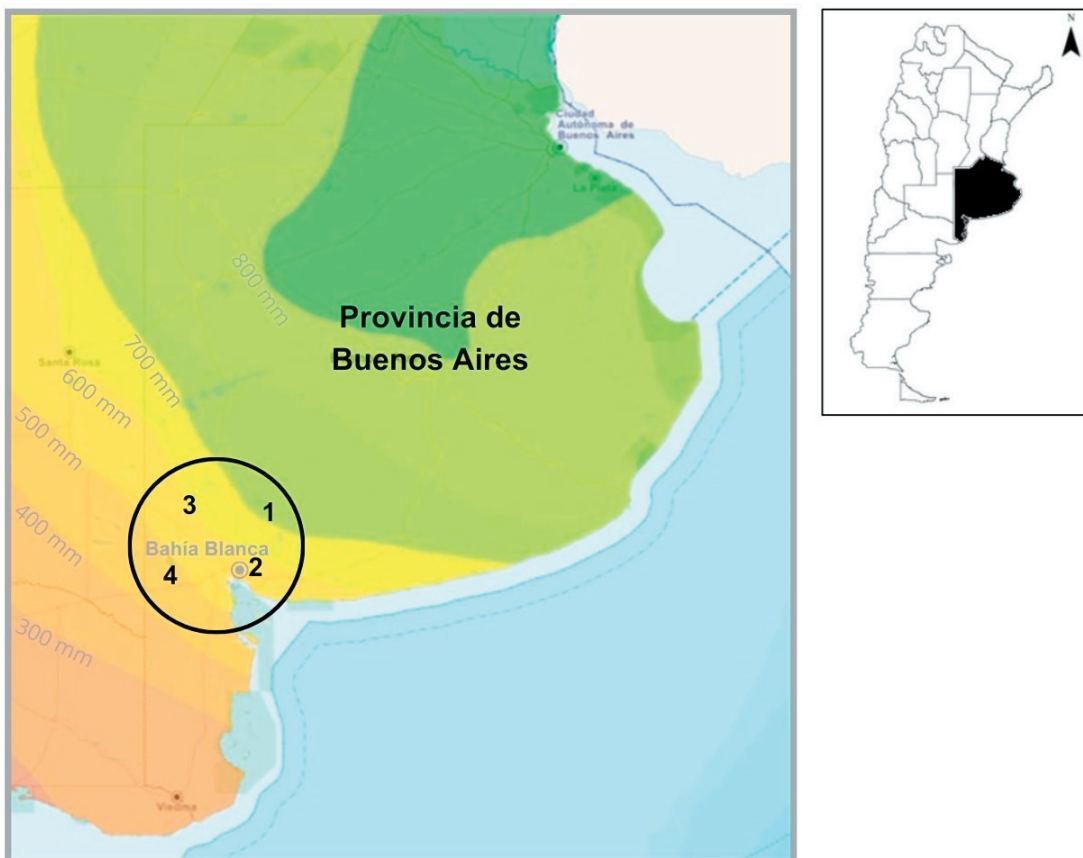 Ciudad
Autónoma de
Buenos Aires
La Plata
800 mm
Provincia de
Buenos Aires
Santa Rosa
700 mm
600 mm
500 mm
400 mm
300 mm
3
1
Bahía Blanca
2
4
Viedma
N